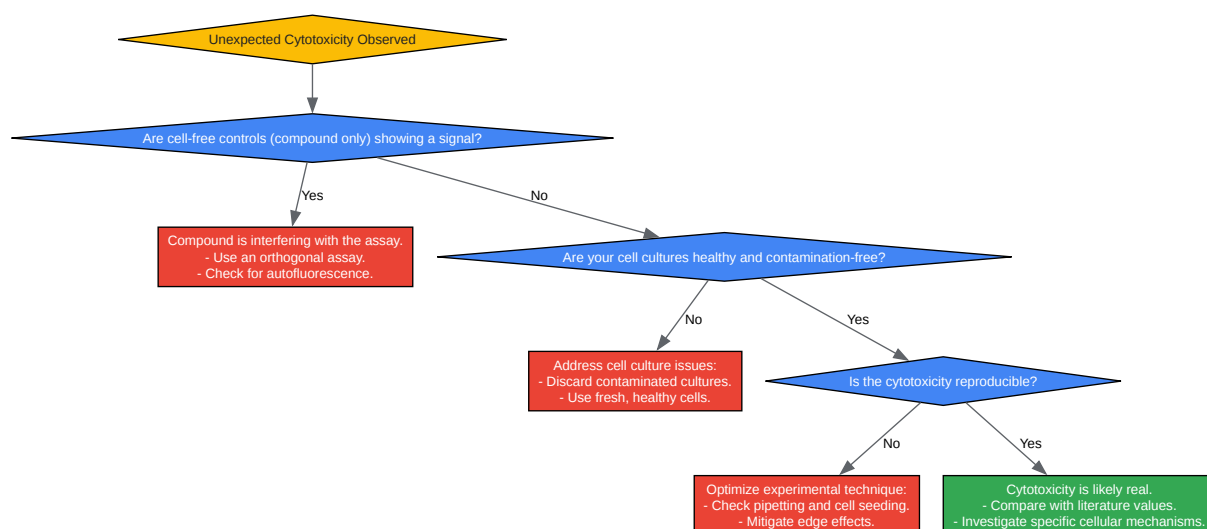 Unexpected Cytotoxicity Observed
Are cell-free controls (compound only) showing a signal?
Yes
No
Compound is interfering with the assay.
- Use an orthogonal assay.
- Check for autofluorescence.
Are your cell cultures healthy and contamination-free?
No
Yes
Address cell culture issues:
- Discard contaminated cultures.
- Use fresh, healthy cells.
Is the cytotoxicity reproducible?
No
Yes
Optimize experimental technique:
- Check pipetting and cell seeding.
- Mitigate edge effects.
Cytotoxicity is likely real.
- Compare with literature values.
- Investigate specific cellular mechanisms.